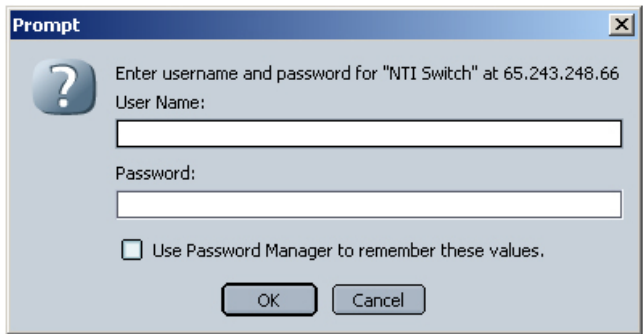 Prompt
Enter username and password for "NTI Switch" at 65.243.248.66
User Name:
Password:
Use Password Manager to remember these values.
OK
Cancel